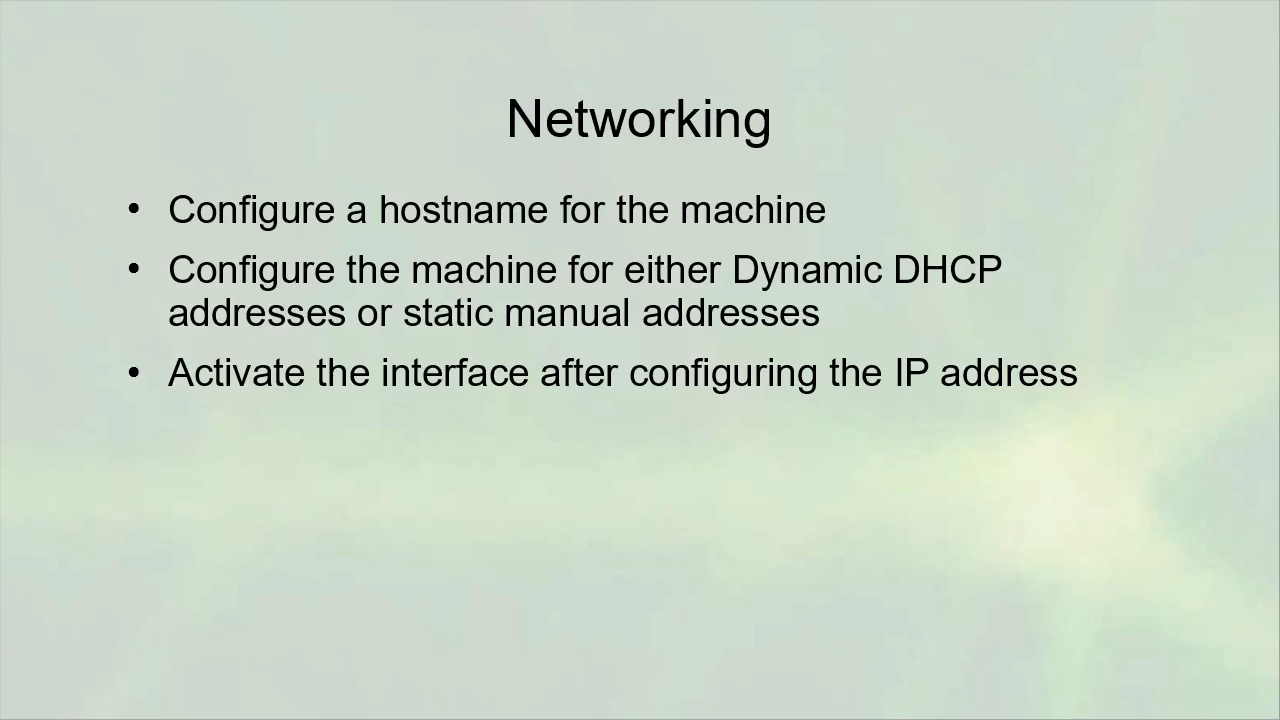 Networking
• Configure a hostname for the machine
• Configure the machine for either Dynamic DHCP
addresses or static manual addresses
• Activate the interface after configuring the IP address